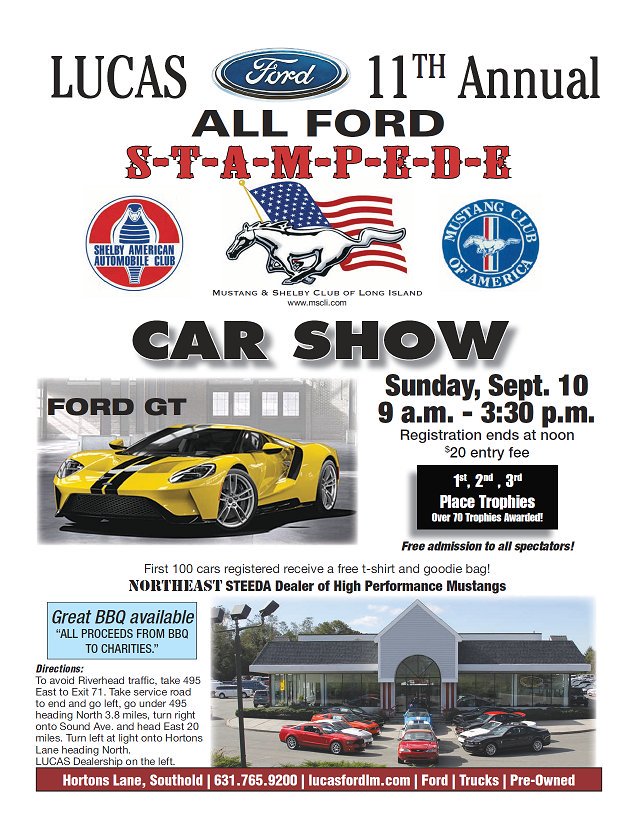 LUCAS Ford 11TH Annual
ALL FORD
S-T-A-M-P-E-D-E
SHELBY AMERICAN
AUTOMOBILE CLUB
MUSTANG CLUB
OF AMERICA
MUSTANG & SHELBY CLUB OF LONG ISLAND
www.mscli.com
CAR SHOW
FORD GT
Sunday, Sept. 10
9 a.m. - 3:30 p.m.
Registration ends at noon
$20 entry fee
1st, 2nd , 3rd
Place Trophies
Over 70 Trophies Awarded!
Free admission to all spectators!
First 100 cars registered receive a free t-shirt and goodie bag!
NORTHEAST STEEDA Dealer of High Performance Mustangs
Great BBQ available
“ALL PROCEEDS FROM BBQ
TO CHARITIES.”
Directions:
To avoid Riverhead traffic, take 495
East to Exit 71. Take service road
to end and go left, go under 495
heading North 3.8 miles, turn right
onto Sound Ave. and head East 20
miles. Turn left at light onto Hortons
Lane heading North.
LUCAS Dealership on the left.
Hortons Lane, Southold | 631.765.9200 | lucasfordlm.com | Ford | Trucks | Pre-Owned